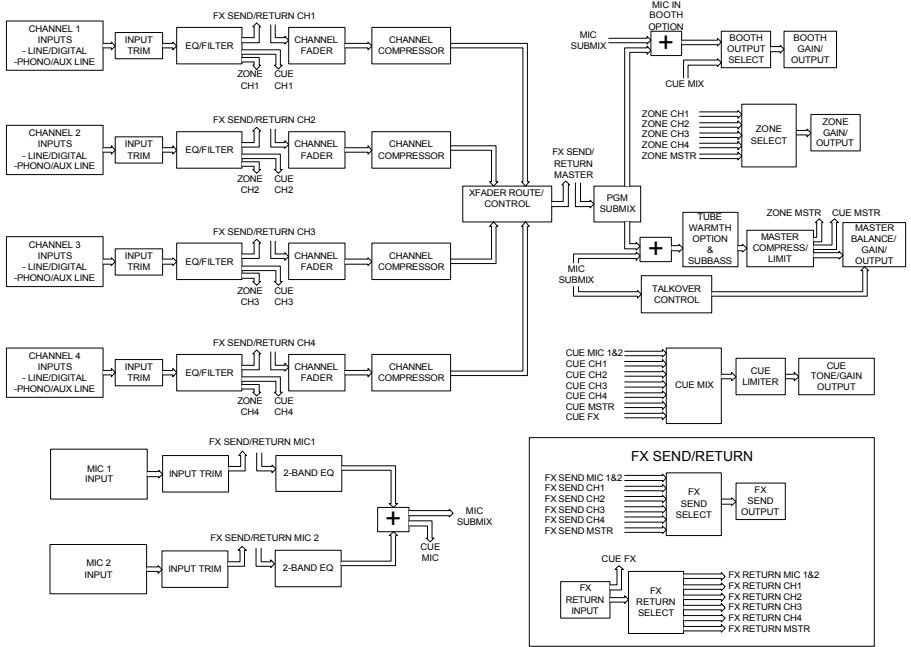 FX SEND/RETURN CH1
CHANNEL 1
INPUTS
- LINE/DIGITAL
-PHONO/AUX LINE
INPUT
TRIM
EQ/FILTER
CHANNEL
FADER
CHANNEL
COMPRESSOR
ZONE
CH1
CUE
CH1
FX SEND/RETURN CH2
CHANNEL 2
INPUTS
- LINE/DIGITAL
-PHONO/AUX LINE
INPUT
TRIM
EQ/FILTER
CHANNEL
FADER
CHANNEL
COMPRESSOR
ZONE
CH2
CUE
CH2
FX SEND/RETURN CH3
CHANNEL 3
INPUTS
- LINE/DIGITAL
-PHONO/AUX LINE
INPUT
TRIM
EQ/FILTER
CHANNEL
FADER
CHANNEL
COMPRESSOR
ZONE
CH3
CUE
CH3
FX SEND/RETURN CH4
CHANNEL 4
INPUTS
- LINE/DIGITAL
-PHONO/AUX LINE
INPUT
TRIM
EQ/FILTER
CHANNEL
FADER
CHANNEL
COMPRESSOR
ZONE
CH4
CUE
CH4
XFADER ROUTE/
CONTROL
FX SEND/
RETURN
MASTER
PGM
SUBMIX
MIC IN
BOOTH
OPTION
MIC
SUBMIX
+
CUE MIX
BOOTH
OUTPUT
SELECT
BOOTH
GAIN/
OUTPUT
ZONE CH1
ZONE CH2
ZONE CH3
ZONE CH4
ZONE MSTR
ZONE
SELECT
ZONE
GAIN/
OUTPUT
+
TUBE
WARMTH
OPTION
&
SUBBASS
ZONE MSTR
CUE MSTR
MASTER
COMPRESS/
LIMIT
MASTER
BALANCE/
GAIN/
OUTPUT
MIC
SUBMIX
TALKOVER
CONTROL
CUE MIC 1&2
CUE CH1
CUE CH2
CUE CH3
CUE CH4
CUE MSTR
CUE FX
CUE MIX
CUE
LIMITER
CUE
TONE/GAIN
OUTPUT
FX SEND/RETURN MIC1
MIC 1
INPUT
INPUT TRIM
2-BAND EQ
+
MIC
SUBMIX
CUE
MIC
FX SEND/RETURN MIC 2
MIC 2
INPUT
INPUT TRIM
2-BAND EQ
FX SEND/RETURN
FX SEND MIC 1&2
FX SEND CH1
FX SEND CH2
FX SEND CH3
FX SEND CH4
FX SEND MSTR
FX
SEND
SELECT
FX
SEND
OUTPUT
CUE FX
FX
RETURN
INPUT
FX
RETURN
SELECT
FX RETURN MIC 1&2
FX RETURN CH1
FX RETURN CH2
FX RETURN CH3
FX RETURN CH4
FX RETURN MSTR